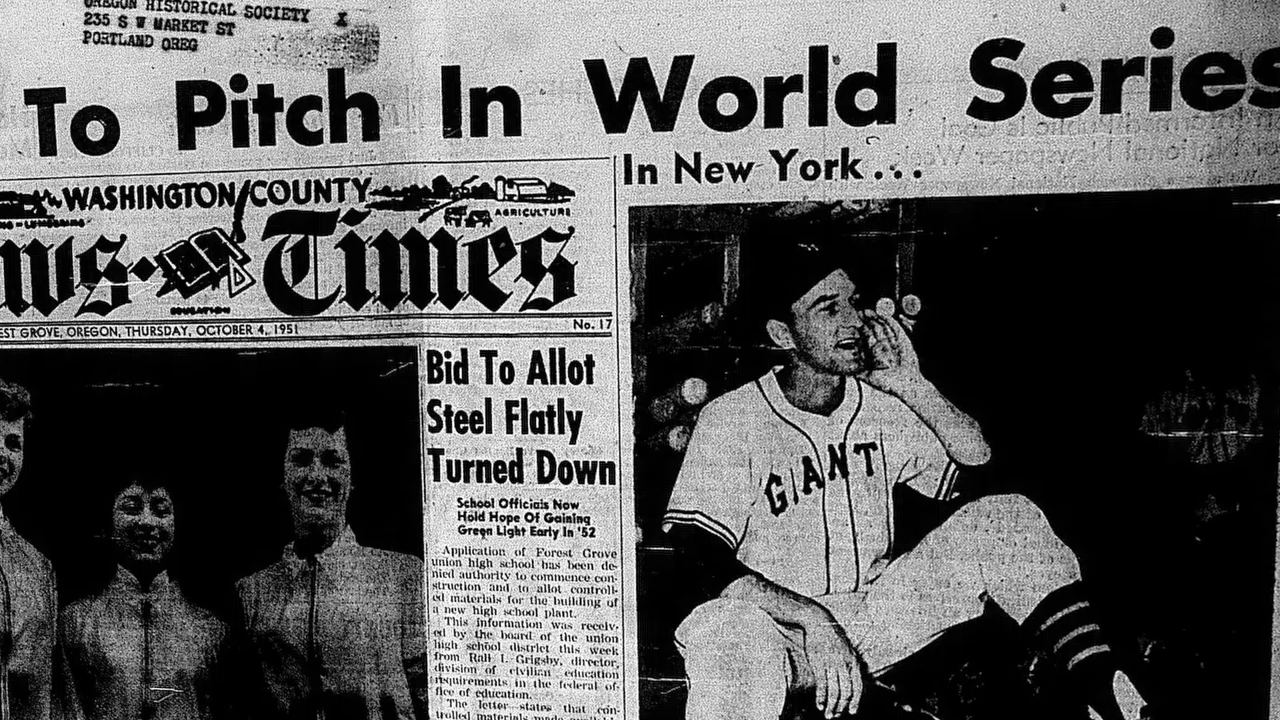 OREGON HISTORICAL SOCIETY X
235 S W MARKET ST
PORTLAND OREG
To Pitch In World Series
WASHINGTON COUNTY
AGRICULTURE
ws-Times
EDUCATION
EST GROVE, OREGON, THURSDAY, OCTOBER 4, 1951
No. 17
Bid To Allot
Steel Flatly
Turned Down
School Officials Now
Hold Hope Of Gaining
Green Light Early In '52
Application of Forest Grove
union high school has been de-
nied authority to commence con-
struction and to allot controll-
ed materials for the building of
a new high school plant.
This information was receiv-
ed by the board of the union
high school district this week
from Rall I. Grigsby, director,
division of civilian education
requirements in the federal of-
fice of education.
The letter states that con-
trolled materials made
In New York...
GIANT